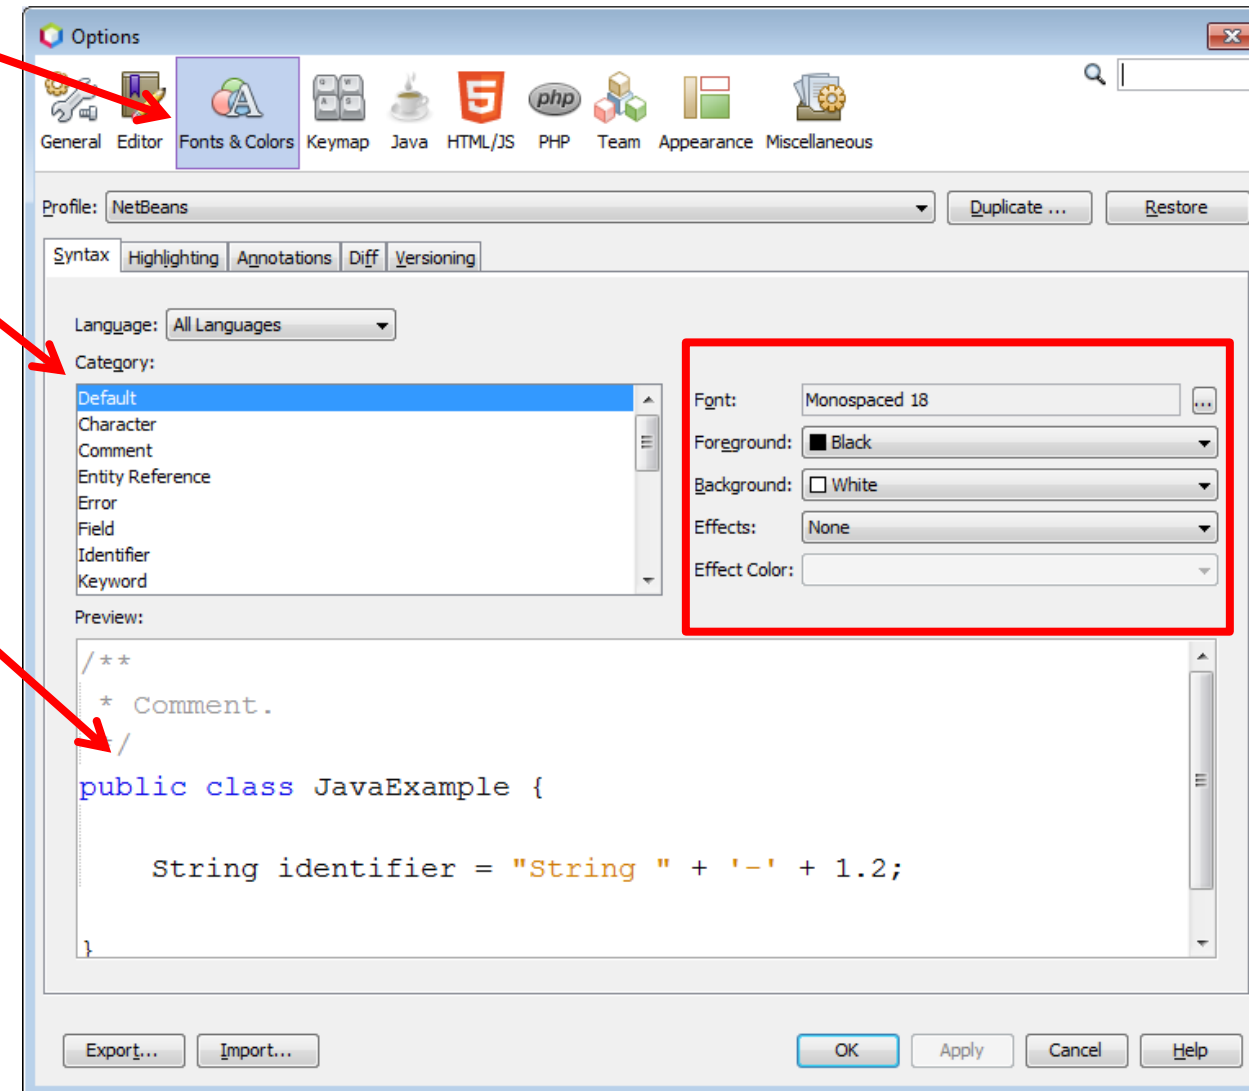 Options
General Editor Fonts & Colors Keymap Java HTML/JS PHP Team Appearance Miscellaneous
php
Profile: NetBeans Duplicate ... Restore
Syntax Highlighting Annotations Diff Versioning
Language: All Languages
Category:
Default
Character
Comment
Entity Reference
Error
Field
Identifier
Keyword
Font: Monospaced 18 ...
Foreground: Black
Background: White
Effects: None
Effect Color:
Preview:
/**
* Comment.
*/
public class JavaExample {
String identifier = "String " + '-' + 1.2;
}
Export... Import... OK Apply Cancel Help